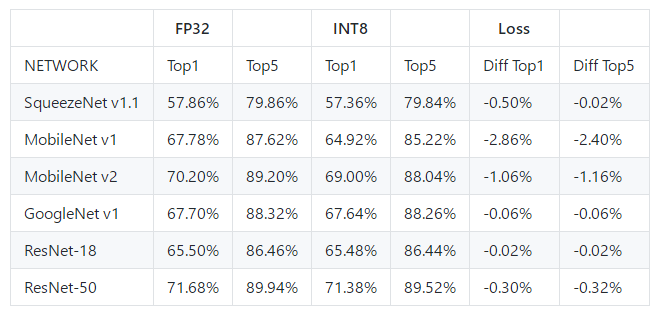 FP32 INT8 Loss
NETWORK Top1 Top5 Top1 Top5 Diff Top1 Diff Top5
SqueezeNet v1.1 57.86% 79.86% 57.36% 79.84% -0.50% -0.02%
MobileNet v1 67.78% 87.62% 64.92% 85.22% -2.86% -2.40%
MobileNet v2 70.20% 89.20% 69.00% 88.04% -1.06% -1.16%
GoogleNet v1 67.70% 88.32% 67.64% 88.26% -0.06% -0.06%
ResNet-18 65.50% 86.46% 65.48% 86.44% -0.02% -0.02%
ResNet-50 71.68% 89.94% 71.38% 89.52% -0.30% -0.32%